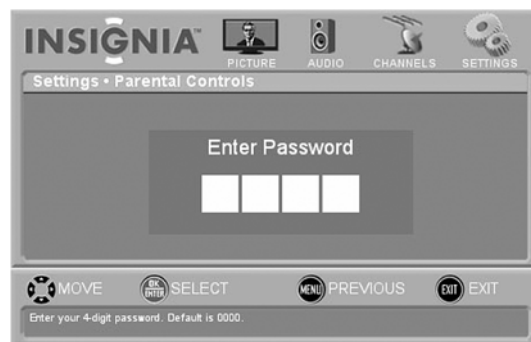 INSIGNIA™
PICTURE AUDIO CHANNELS SETTINGS
Settings • Parental Controls
Enter Password
MOVE OK ENTER SELECT MENU PREVIOUS EXIT EXIT
Enter your 4-digit password. Default is 0000.